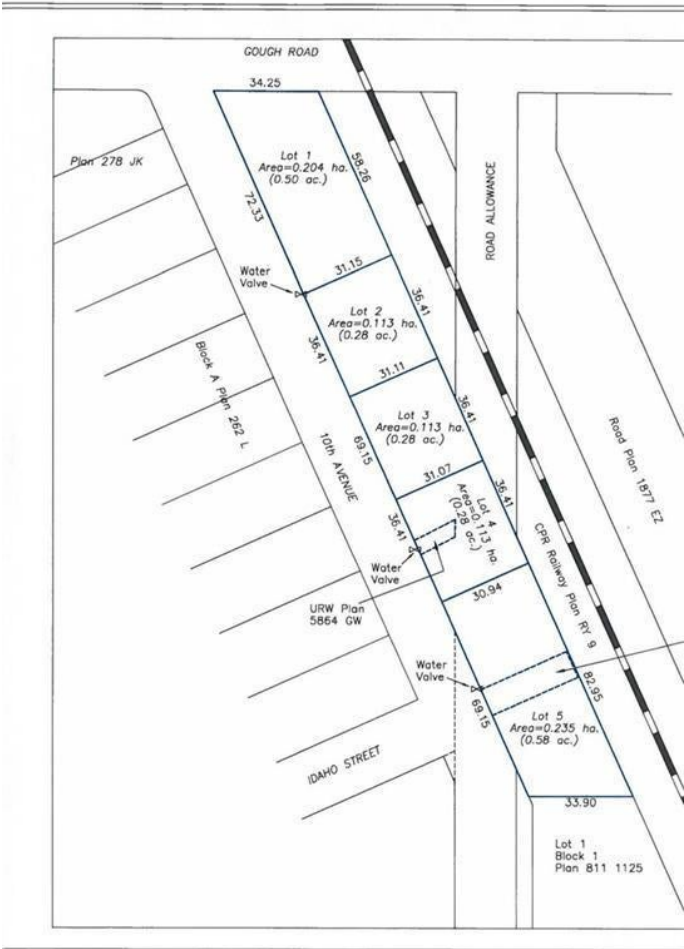 GOUGH ROAD
34.25
Plan 278 JK
Lot 1
Area=0.204 ha.
(0.50 ac.)
58.26
72.33
ROAD ALLOWANCE
31.15
Water
Valve
Lot 2
Area=0.113 ha.
(0.28 ac.)
36.41
36.41
31.11
Block A Plan 262 L
Lot 3
Area=0.113 ha.
(0.28 ac.)
36.41
69.15
10th AVENUE
Road Plan 1877 EZ
31.07
Lot 4
Area=0.113 ha.
(0.28 ac.)
36.41
36.41
CPR Railway Plan RY 9
Water
Valve
30.94
URW Plan
5864 GW
Water
Valve
82.95
69.15
Lot 5
Area=0.235 ha.
(0.58 ac.)
IDAHO STREET
33.90
Lot 1
Block 1
Plan 811 1125